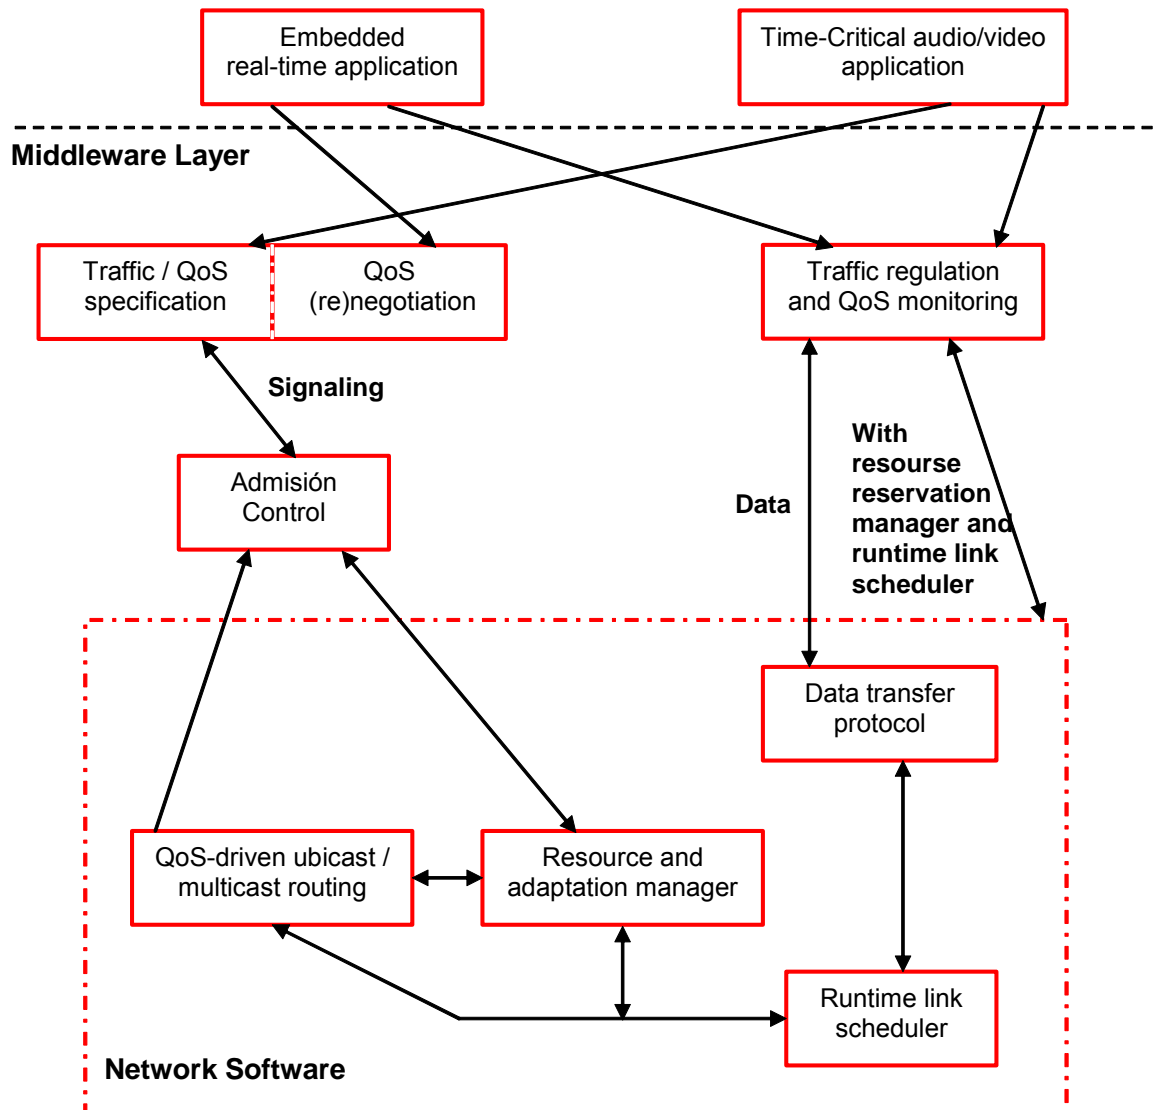 Embedded
real-time application
Time-Critical audio/video
application
Middleware Layer
Traffic / QoS
specification
QoS
(re)negotiation
Traffic regulation
and QoS monitoring
Signaling
Admisión
Control
Data
With
resourse
reservation
manager and
runtime link
scheduler
Data transfer
protocol
QoS-driven ubicast /
multicast routing
Resource and
adaptation manager
Runtime link
scheduler
Network Software